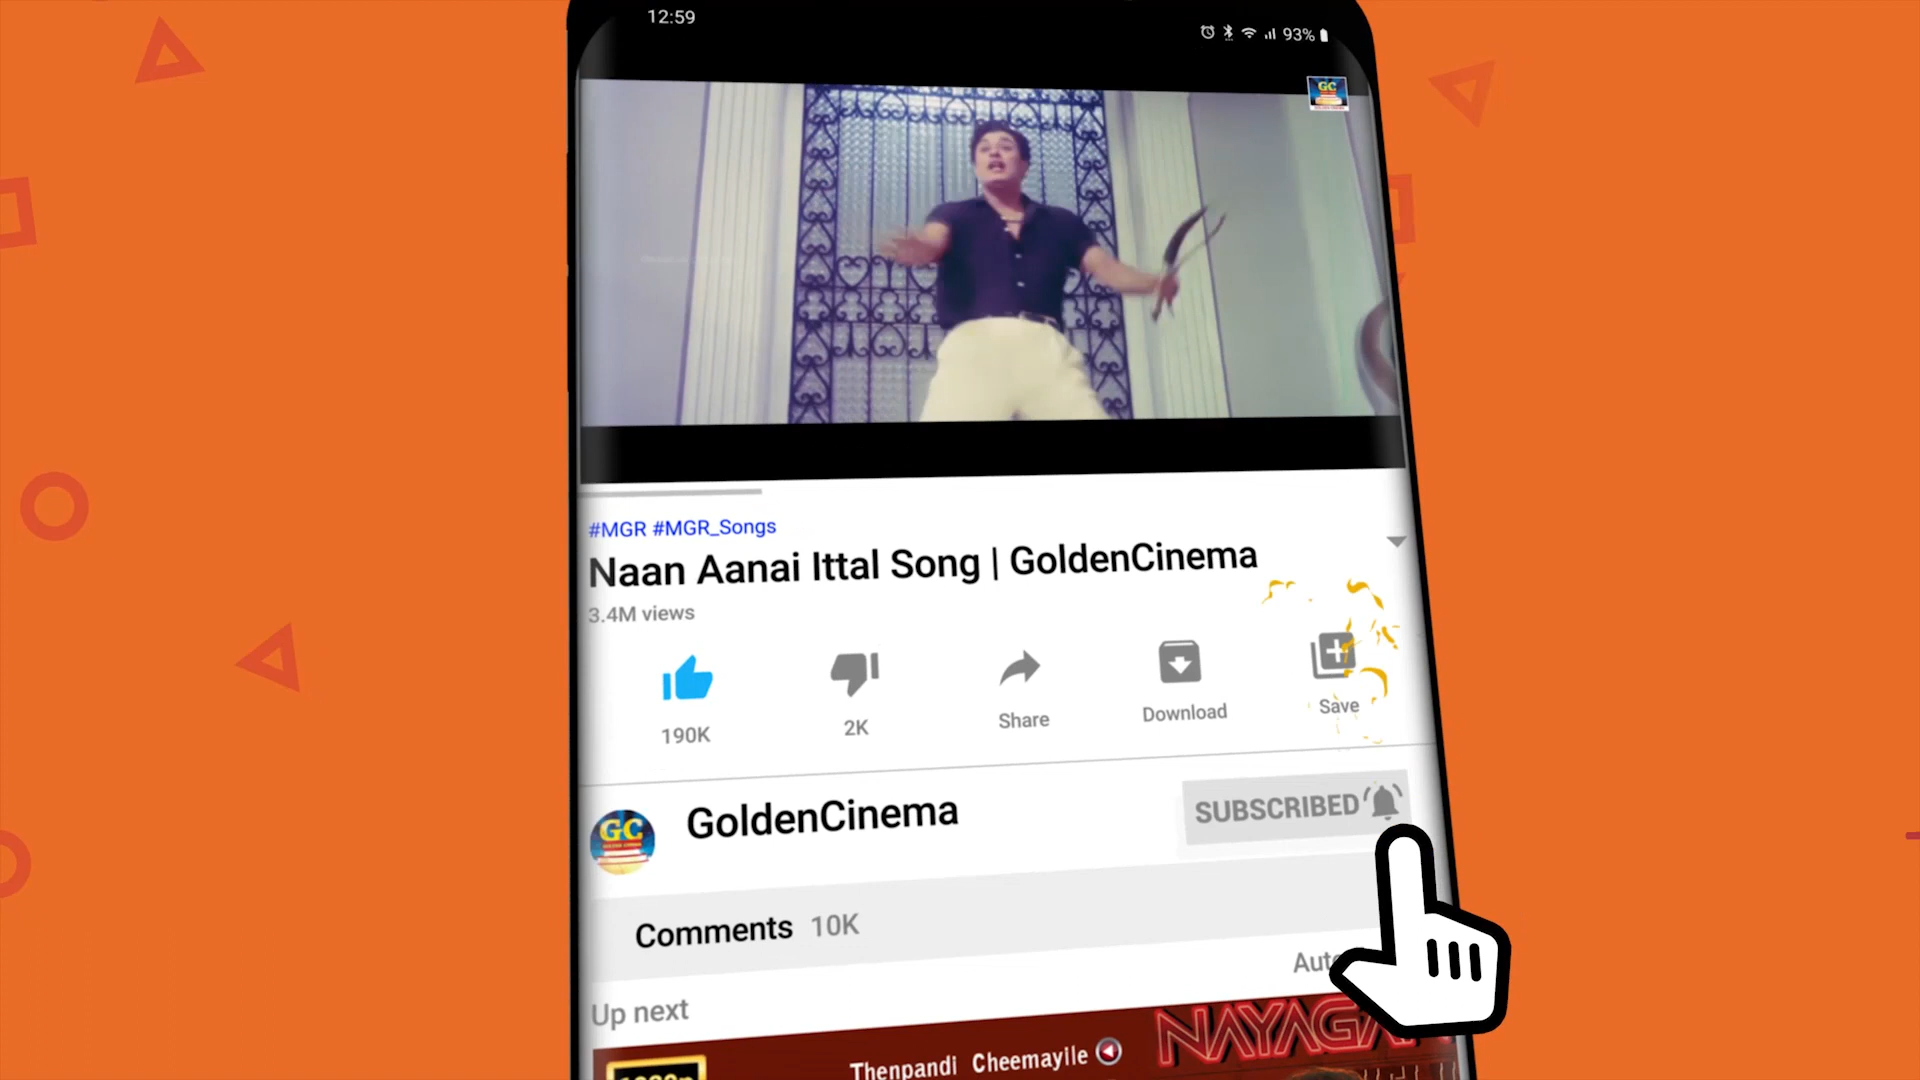 12:59
93%
GC
#MGR #MGR_Songs
Naan Aanai Ittal Song | GoldenCinema
3.4M views
190K
2K
Share
Download
Save
GC
GoldenCinema
SUBSCRIBED
Comments 10K
Up next
Thenpandi Cheemayile